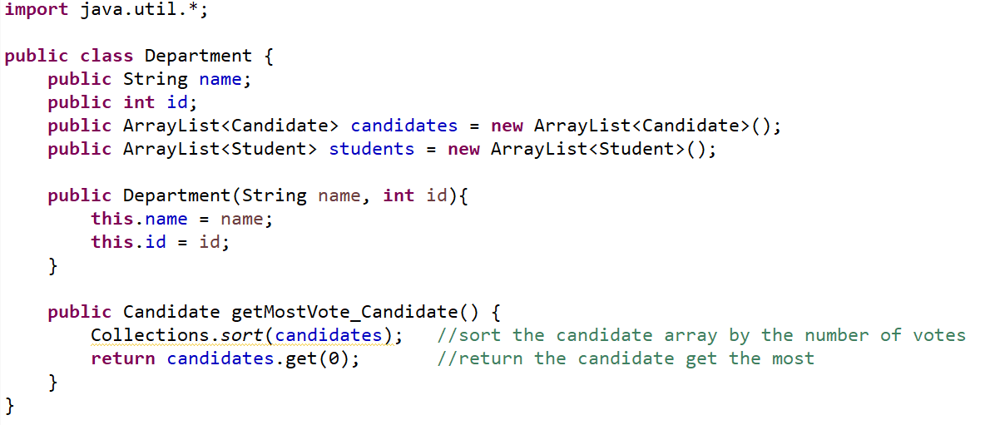 import java.util.*;

public class Department {
    public String name;
    public int id;
    public ArrayList<Candidate> candidates = new ArrayList<Candidate>();
    public ArrayList<Student> students = new ArrayList<Student>();

    public Department(String name, int id){
        this.name = name;
        this.id = id;
    }

    public Candidate getMostVote_Candidate() {
        Collections.sort(candidates);   //sort the candidate array by the number of votes
        return candidates.get(0);       //return the candidate get the most
    }
}